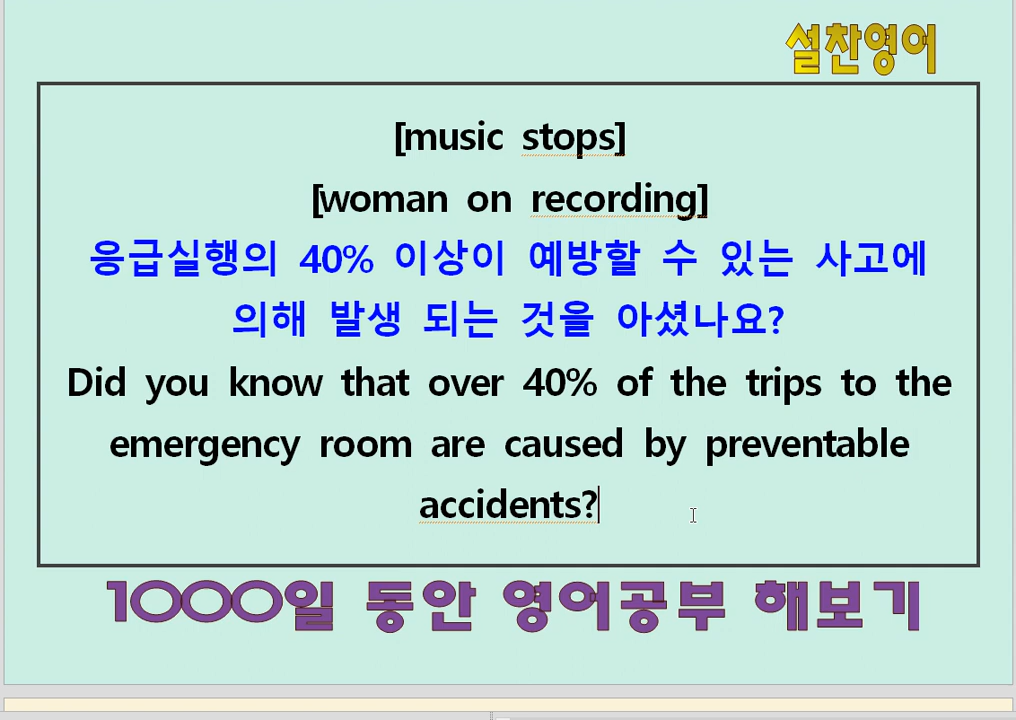 설찬영어
[music stops]
[woman on recording]
응급실행의 40% 이상이 예방할 수 있는 사고에
의해 발생 되는 것을 아셨나요?
Did you know that over 40% of the trips to the
emergency room are caused by preventable
accidents?
1000일 동안 영어공부 해보기